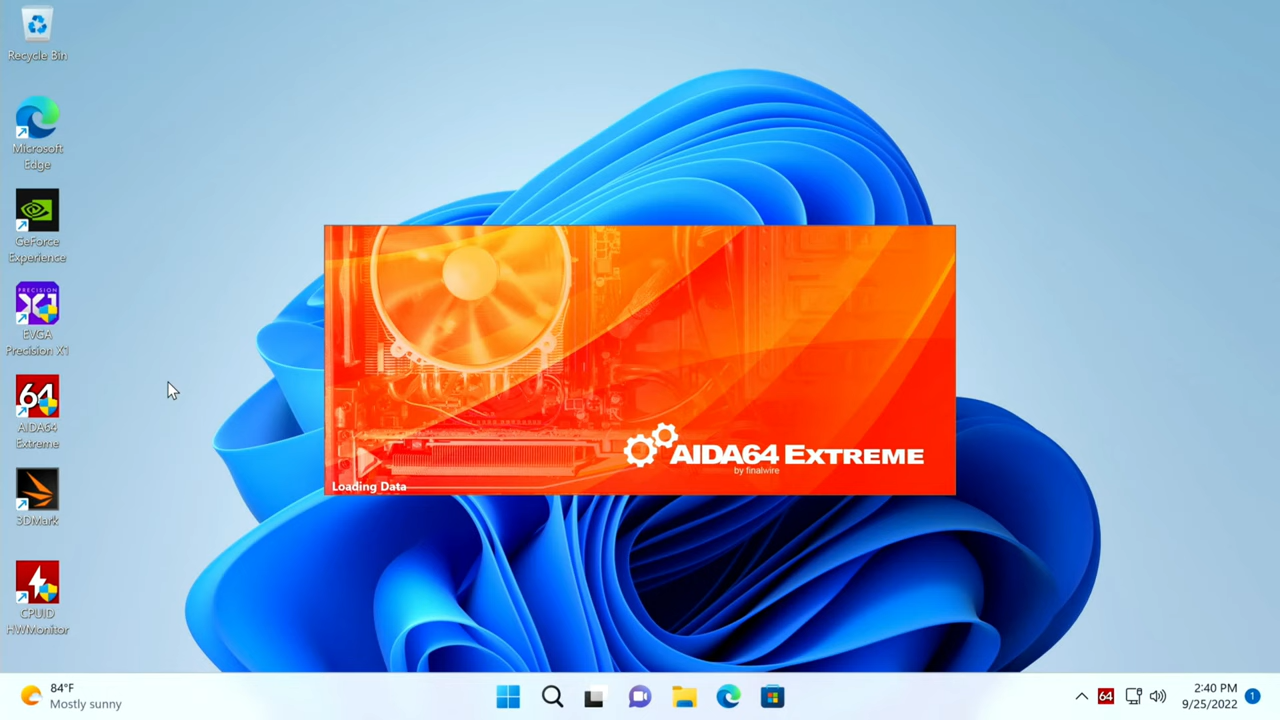 Recycle Bin
Microsoft
Edge
GeForce
Experience
PRECISION
X1
EVGA
Precision X1
64
AIDA64
Extreme
3DMark
CPUID
HWMonitor
AIDA64 EXTREME
by finalwire
Loading Data
84°F
Mostly sunny
64
2:40 PM
9/25/2022
1